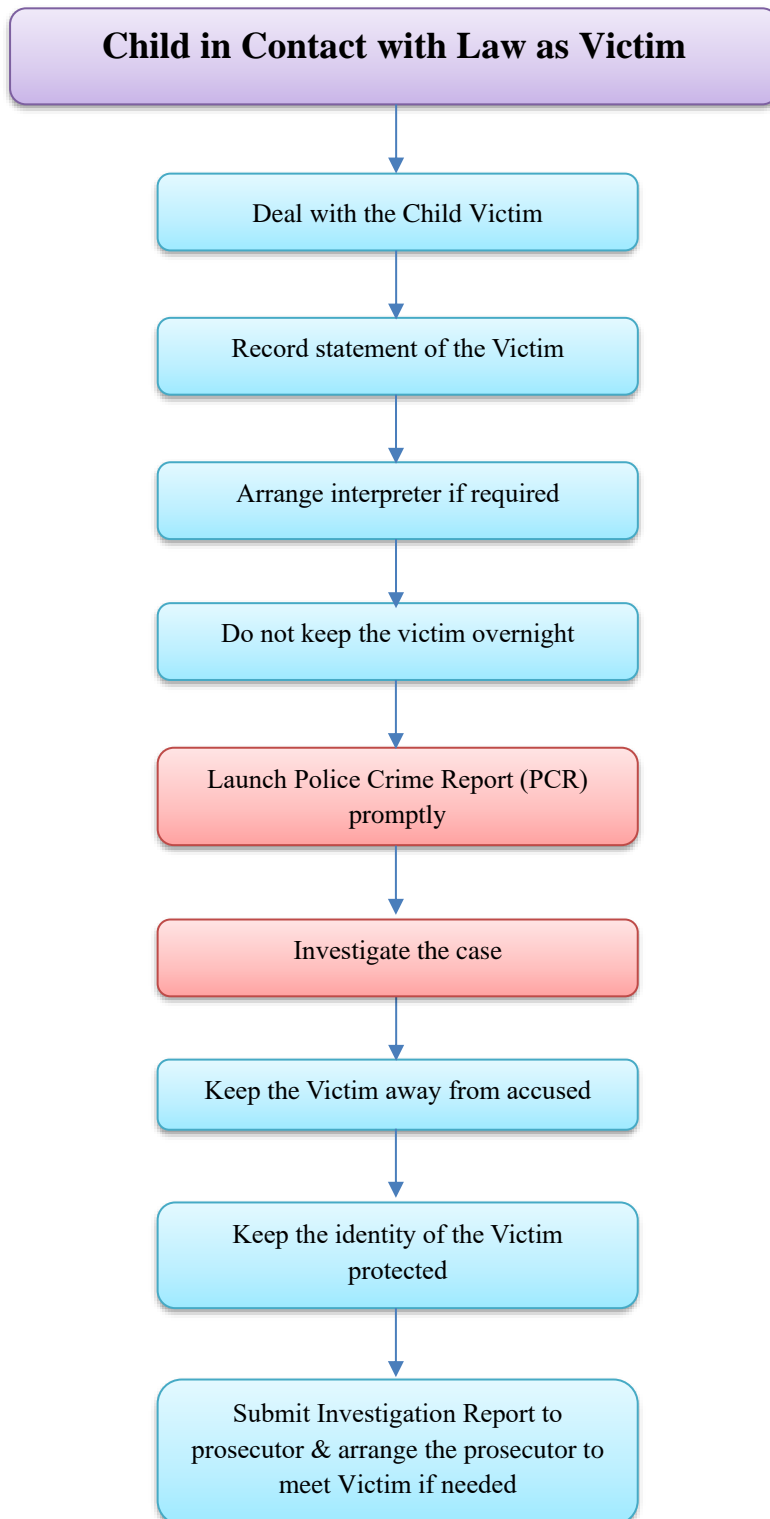 Child in Contact with Law as Victim
Deal with the Child Victim
Record statement of the Victim
Arrange interpreter if required
Do not keep the victim overnight
Launch Police Crime Report (PCR)
promptly
Investigate the case
Keep the Victim away from accused
Keep the identity of the Victim
protected
Submit Investigation Report to
prosecutor & arrange the prosecutor to
meet Victim if needed